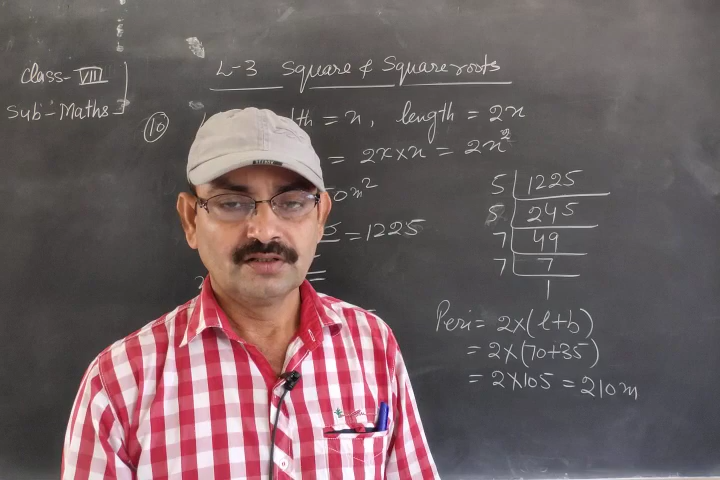 Class - VIII
Sub - Maths
L-3 Square & Squareroots
10
th = x, length = 2x
= 2x × x = 2x²
0m²
= 1225
5 | 1225
5 | 245
7 | 49
7 | 7
1
Peri = 2×(l+b)
= 2×(70+35)
= 2×105 = 210m